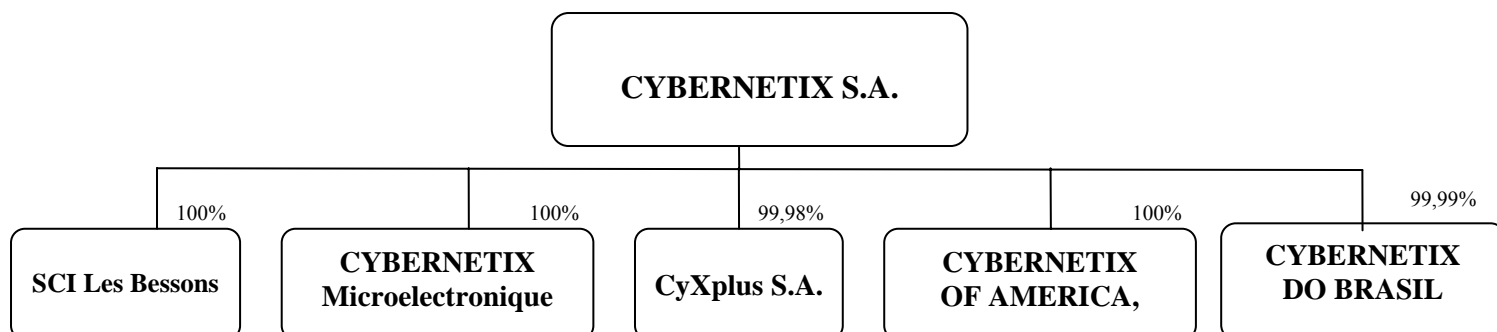 CYBERNETIX S.A.
100%
100%
99,98%
100%
99,99%
SCI Les Bessons
CYBERNETIX
Microelectronique
CyXplus S.A.
CYBERNETIX
OF AMERICA,
CYBERNETIX
DO BRASIL